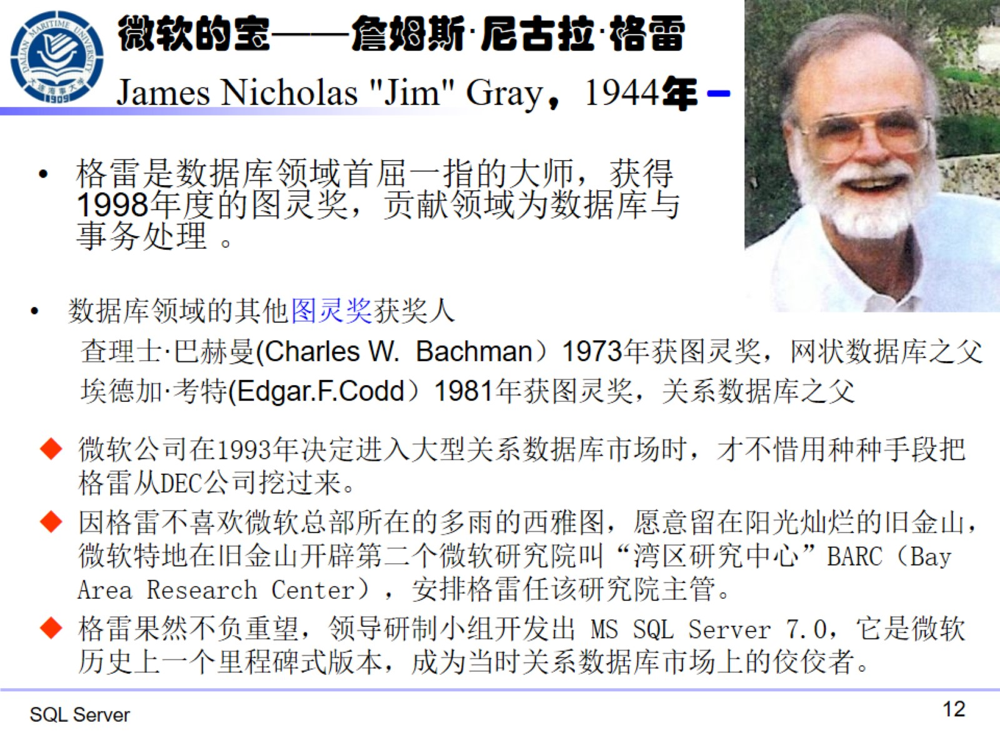 DALIAN MARITIME UNIVERSITY
大连海事大学
1909
微软的宝——詹姆斯·尼古拉·格雷
James Nicholas "Jim" Gray，1944年–
• 格雷是数据库领域首屈一指的大师，获得
1998年度的图灵奖，贡献领域为数据库与
事务处理 。
• 数据库领域的其他图灵奖获奖人
查理士·巴赫曼(Charles W. Bachman）1973年获图灵奖，网状数据库之父
埃德加·考特(Edgar.F.Codd）1981年获图灵奖，关系数据库之父
◆ 微软公司在1993年决定进入大型关系数据库市场时，才不惜用种种手段把
格雷从DEC公司挖过来。
◆ 因格雷不喜欢微软总部所在的多雨的西雅图，愿意留在阳光灿烂的旧金山，
微软特地在旧金山开辟第二个微软研究院叫“湾区研究中心”BARC（Bay
Area Research Center），安排格雷任该研究院主管。
◆ 格雷果然不负重望，领导研制小组开发出 MS SQL Server 7.0，它是微软
历史上一个里程碑式版本，成为当时关系数据库市场上的佼佼者。
SQL Server
12